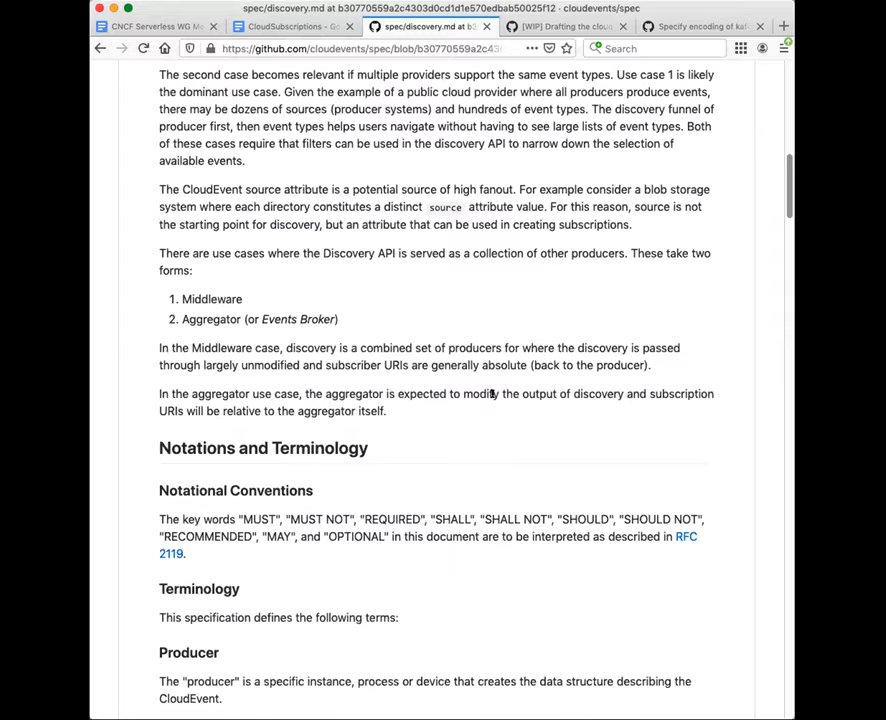 spec/discovery.md at b30770559a2c4303d0cd1d1e570edbab50025f12 · cloudevents/spec
CNCF Serverless WG Me
CloudSubscriptions - Go
spec/discovery.md at b3
[WIP] Drafting the clou
Specify encoding of kaf
https://github.com/cloudevents/spec/blob/b30770559a2c43
Search
The second case becomes relevant if multiple providers support the same event types. Use case 1 is likely
the dominant use case. Given the example of a public cloud provider where all producers produce events,
there may be dozens of sources (producer systems) and hundreds of event types. The discovery funnel of
producer first, then event types helps users navigate without having to see large lists of event types. Both
of these cases require that filters can be used in the discovery API to narrow down the selection of
available events.
The CloudEvent source attribute is a potential source of high fanout. For example consider a blob storage
system where each directory constitutes a distinct source attribute value. For this reason, source is not
the starting point for discovery, but an attribute that can be used in creating subscriptions.
There are use cases where the Discovery API is served as a collection of other producers. These take two
forms:
1. Middleware
2. Aggregator (or Events Broker)
In the Middleware case, discovery is a combined set of producers for where the discovery is passed
through largely unmodified and subscriber URIs are generally absolute (back to the producer).
In the aggregator use case, the aggregator is expected to modify the output of discovery and subscription
URIs will be relative to the aggregator itself.
Notations and Terminology
Notational Conventions
The key words "MUST", "MUST NOT", "REQUIRED", "SHALL", "SHALL NOT", "SHOULD", "SHOULD NOT",
"RECOMMENDED", "MAY", and "OPTIONAL" in this document are to be interpreted as described in RFC
2119.
Terminology
This specification defines the following terms:
Producer
The "producer" is a specific instance, process or device that creates the data structure describing the
CloudEvent.